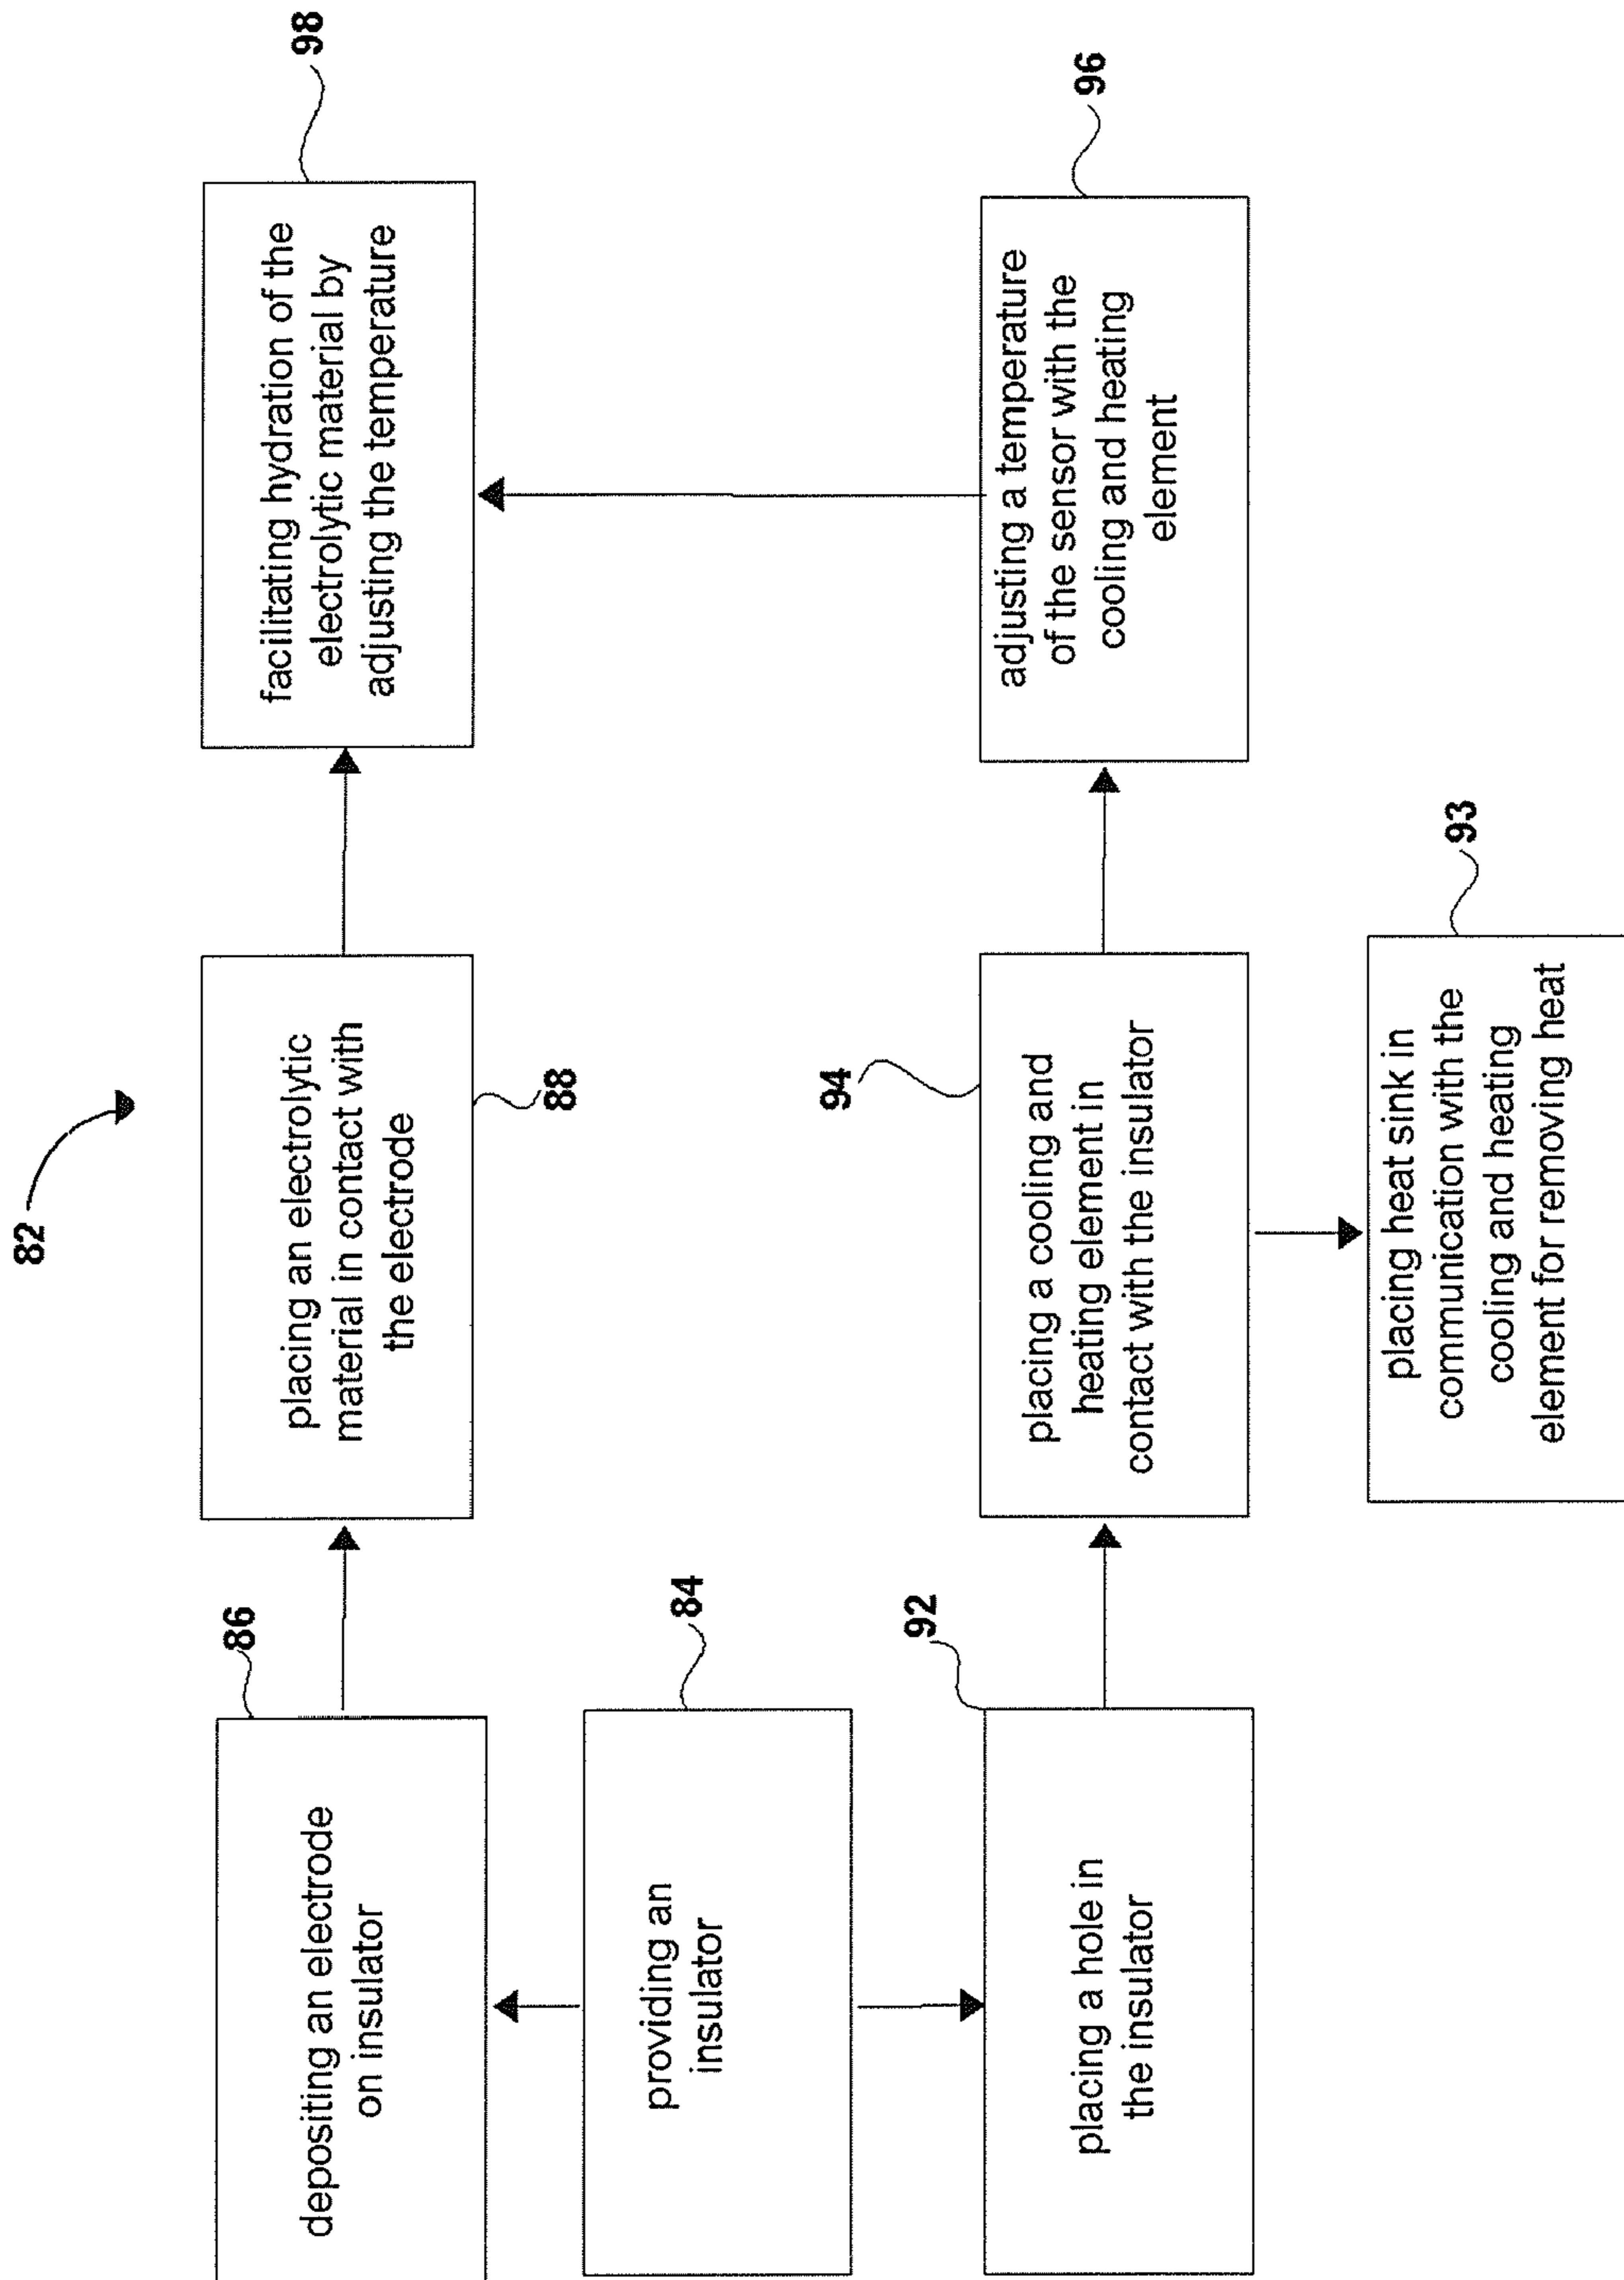 82
86
depositing an electrode
on insulator
placing an electrolytic
material in contact with
the electrode
88
facilitating hydration of the
electrolytic material by
adjusting the temperature
98
84
providing an
insulator
92
placing a hole in
the insulator
94
placing a cooling and
heating element in
contact with the insulator
adjusting a temperature
of the sensor with the
cooling and heating
element
96
93
placing heat sink in
communication with the
cooling and heating
element for removing heat